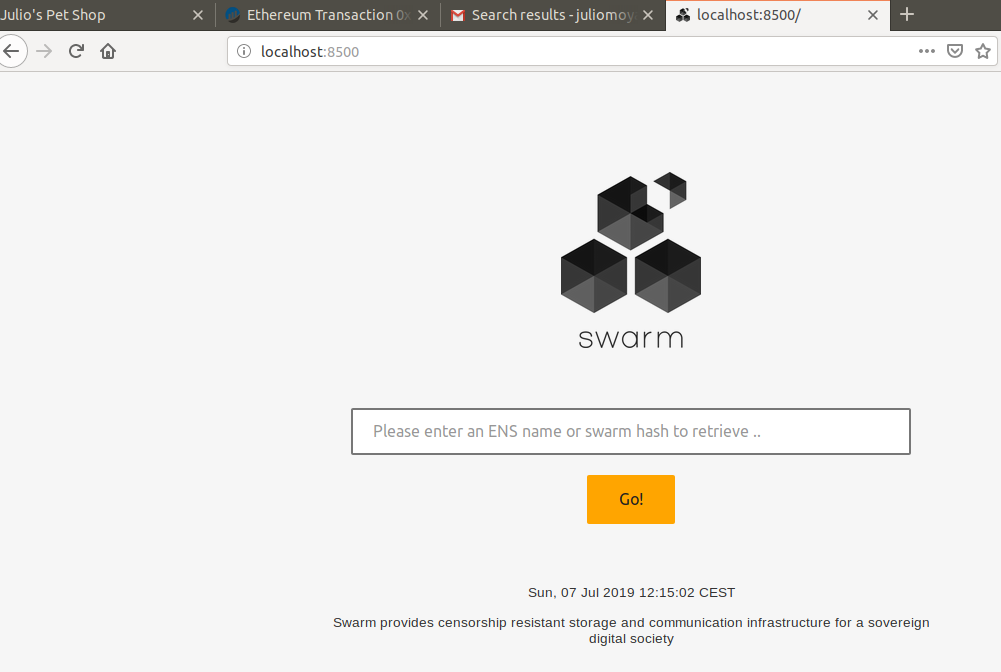 Julio's Pet Shop
Ethereum Transaction 0x
Search results - juliomoy
localhost:8500/
localhost:8500
swarm
Please enter an ENS name or swarm hash to retrieve ..
Go!
Sun, 07 Jul 2019 12:15:02 CEST
Swarm provides censorship resistant storage and communication infrastructure for a sovereign
digital society